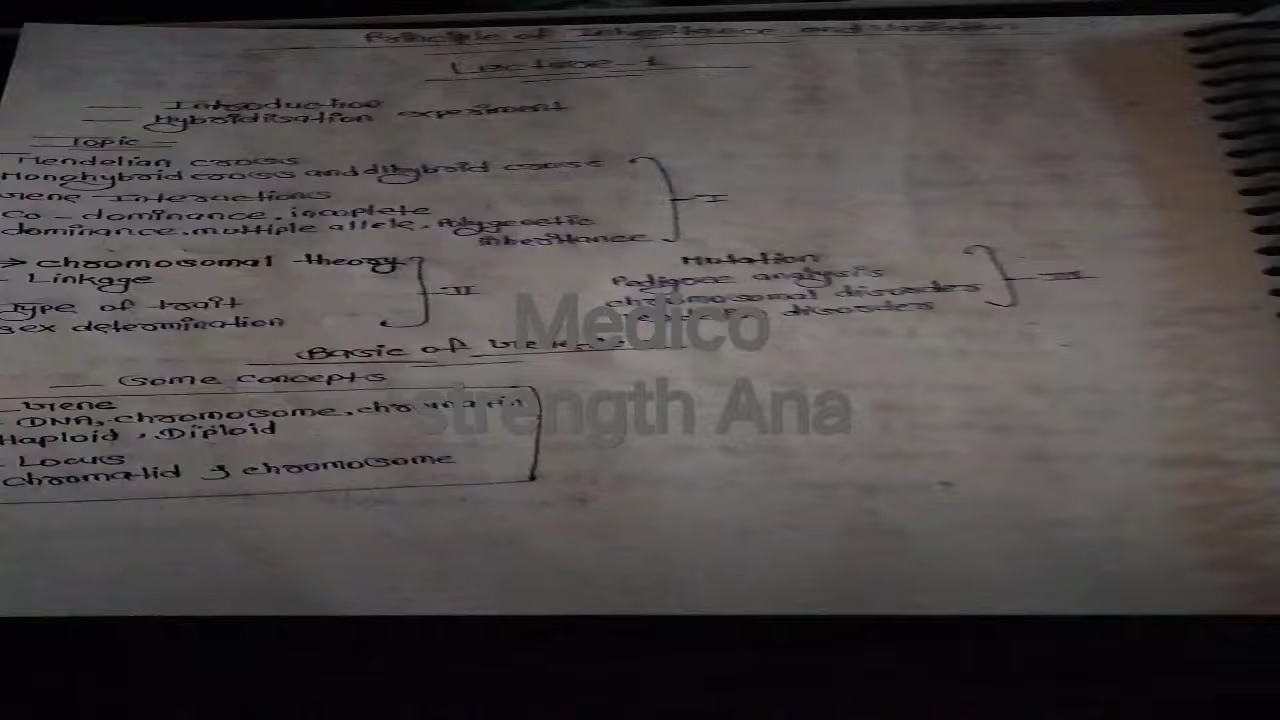 Principle of Inheritance and Variation
Lecture 1
Introduction
Hybridisation experiment
Topic -
Mendelian cross
Monohybrid cross and dihybrid cross
Gene Interactions
Co - dominance, incomplete
dominance, multiple allele, Polygenetic
inheritance
I
→ chromosomal theory
- Linkage
Type of trait
Sex determination
II
Mutation
Pedigree analysis
chromosomal disorders
disorders
III
Basic of
Some concepts
Gene
DNA, chromosome, chromatin
Haploid, Diploid
- Locus
chromatid & chromosome
Medico
strength Ana